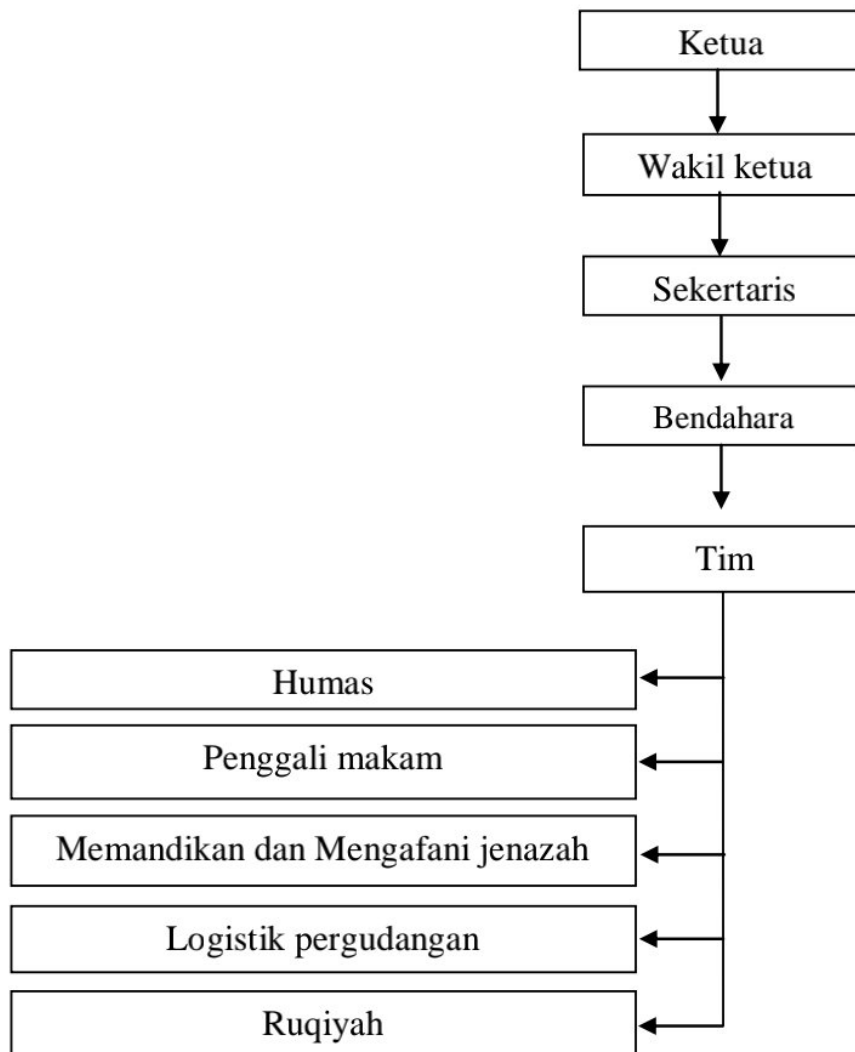 Ketua
Wakil ketua
Sekertaris
Bendahara
Tim
Humas
Penggali makam
Memandikan dan Mengafani jenazah
Logistik pergudangan
Ruqiyah